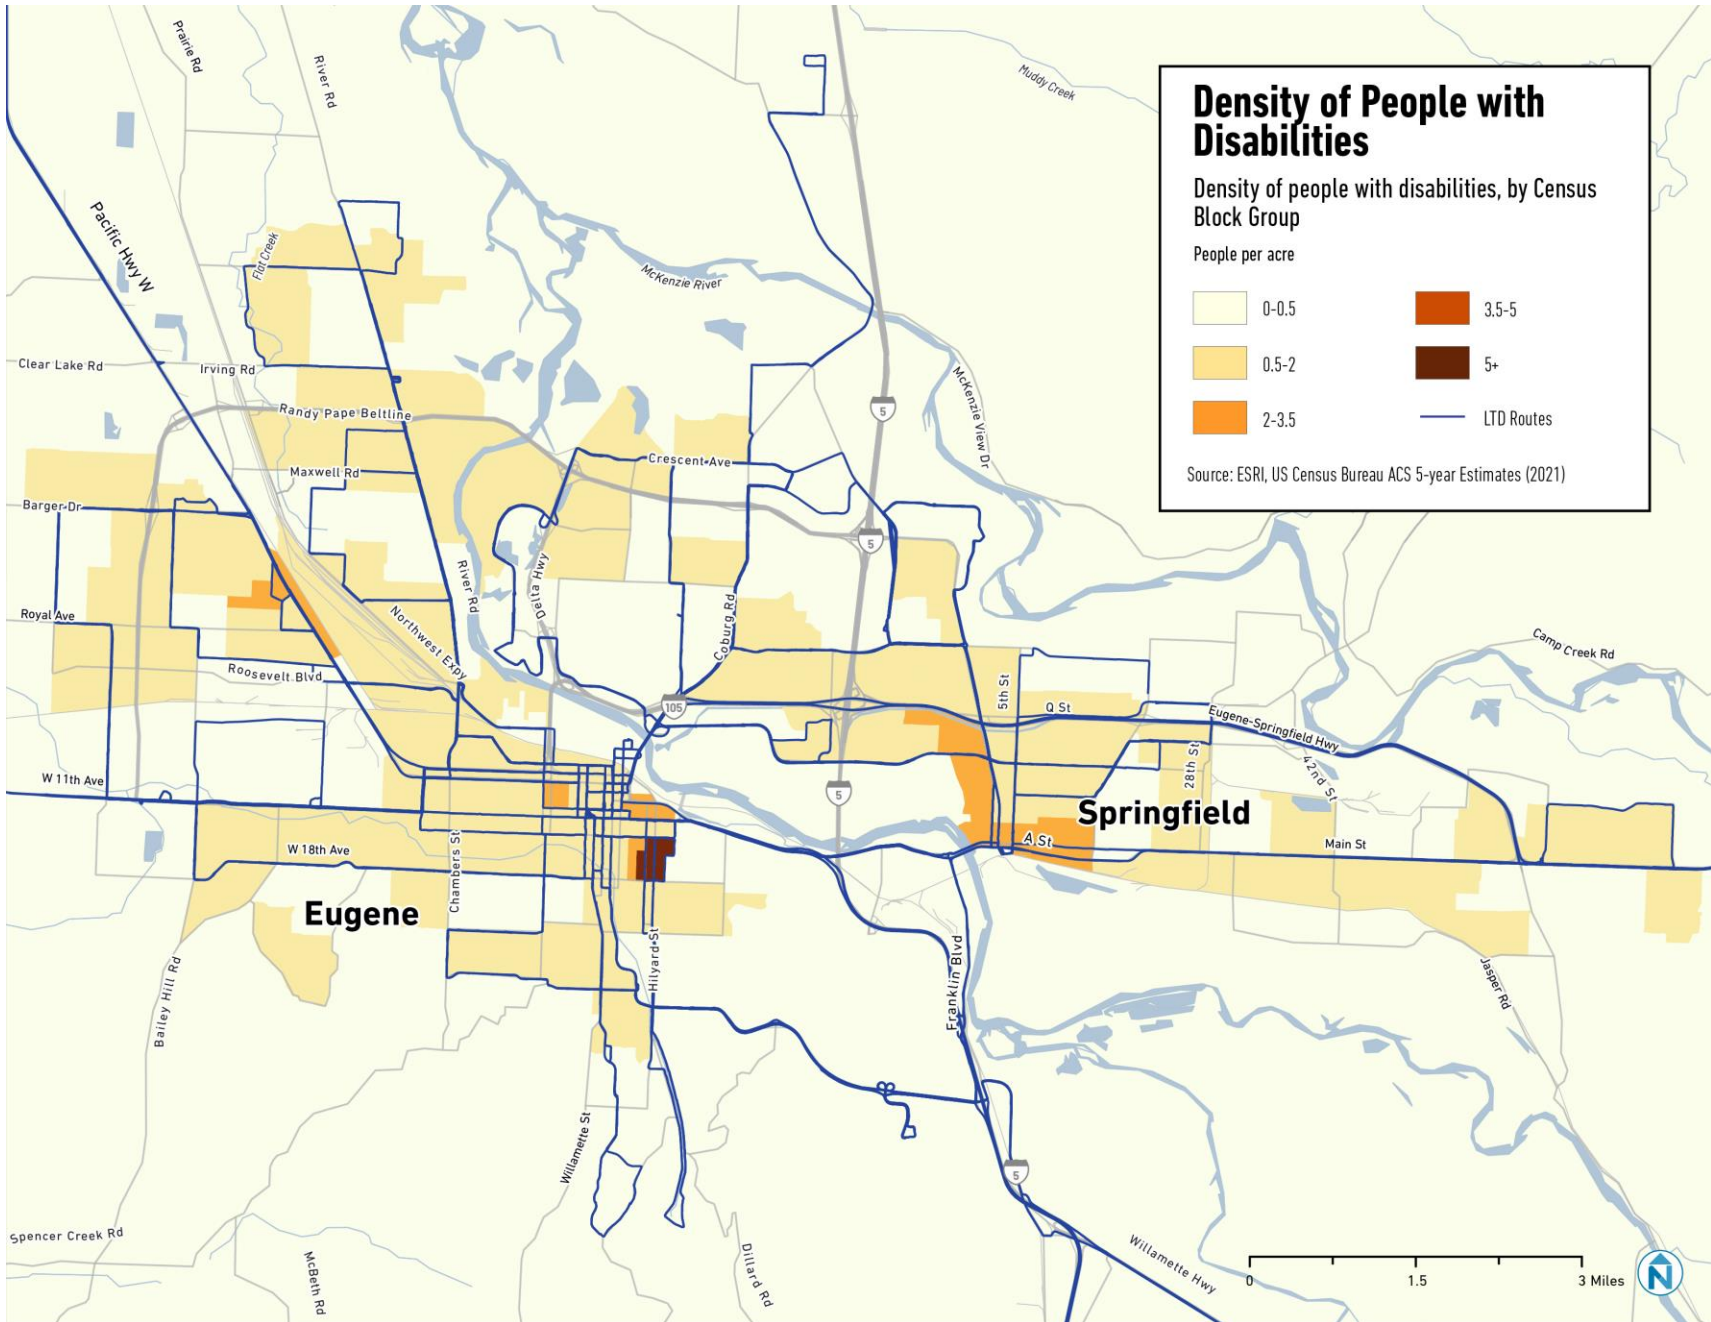 Density of People with
Disabilities
Density of people with disabilities, by Census
Block Group
People per acre
0-0.5
3.5-5
0.5-2
5+
2-3.5
LTD Routes
Source: ESRI, US Census Bureau ACS 5-year Estimates (2021)
Prairie Rd
River Rd
Muddy Creek
Pacific Hwy W
Flat Creek
McKenzie River
Clear Lake Rd
Irving Rd
Randy Pape Beltline
McKenzie View Dr
5
Crescent Ave
Maxwell Rd
Barger Dr
5
River Rd
Delta Hwy
Coburg Rd
Royal Ave
Northwest Expy
Camp Creek Rd
Roosevelt Blvd
5th St
105
Q St
Eugene-Springfield Hwy
28th St
42nd St
W 11th Ave
5
Springfield
A St
Main St
W 18th Ave
Chambers St
Eugene
Hilyard St
Franklin Blvd
Bailey Hill Rd
Jasper Rd
Willamette St
5
Spencer Creek Rd
McBeth Rd
Dillard Rd
Willamette Hwy
0
1.5
3 Miles
N